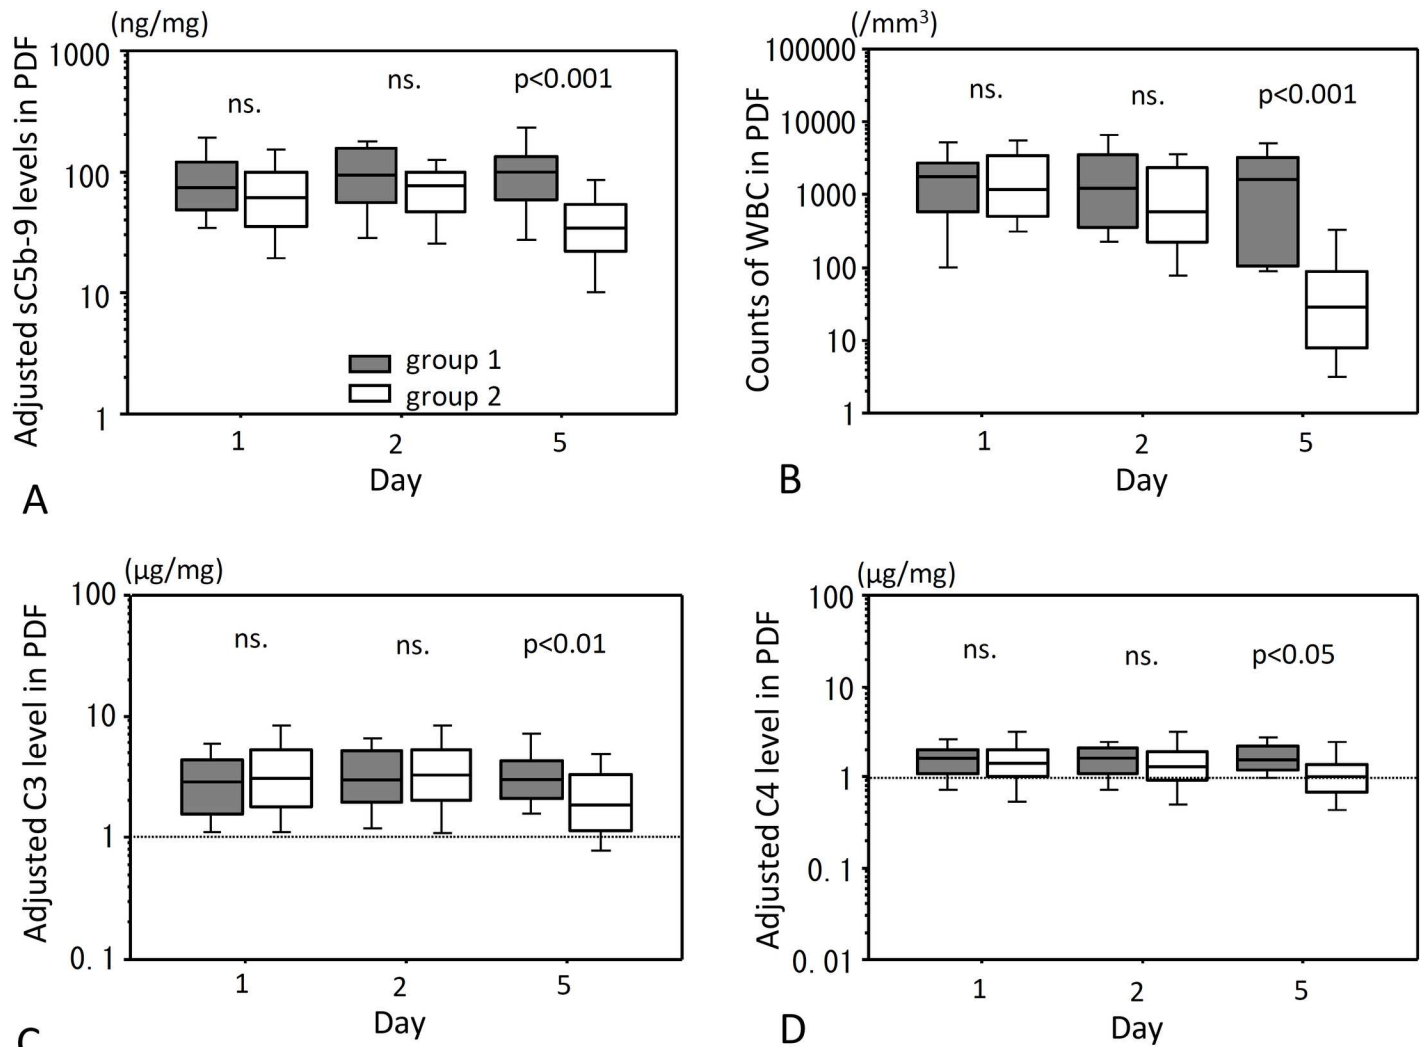 (ng/mg)
Adjusted sC5b-9 levels in PDF
1000
100
10
1
ns.
ns.
p<0.001
group 1
group 2
1
2
5
Day
A
(/mm³)
Counts of WBC in PDF
100000
10000
1000
100
10
1
ns.
ns.
p<0.001
1
2
5
Day
B
(μg/mg)
Adjusted C3 level in PDF
100
10
1
0.1
ns.
ns.
p<0.01
1
2
5
Day
C
(μg/mg)
Adjusted C4 level in PDF
100
10
1
0.1
0.01
ns.
ns.
p<0.05
1
2
5
Day
D